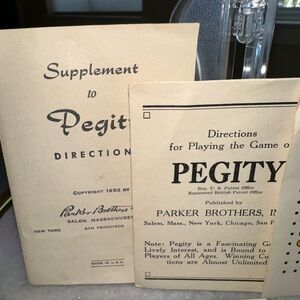 Supplement
to
Pegity
DIRECTION
COPYRIGHT 1953 BY
Parker Brothers
SALEM, MASSACHUSETTS
NEW YORK
SAN FRANCISCO
MADE IN U.S.A.
Directions
for Playing the Game o
PEGITY
Reg. U. S. Patent Office
Registered British Patent Office
Published by
PARKER BROTHERS, IN
Salem, Mass., New York, Chicago, San F
Note: Pegity is a Fascinating G
Lively Interest, and is Bound to
Players of All Ages. Winning Co
tions are Almost Unlimited